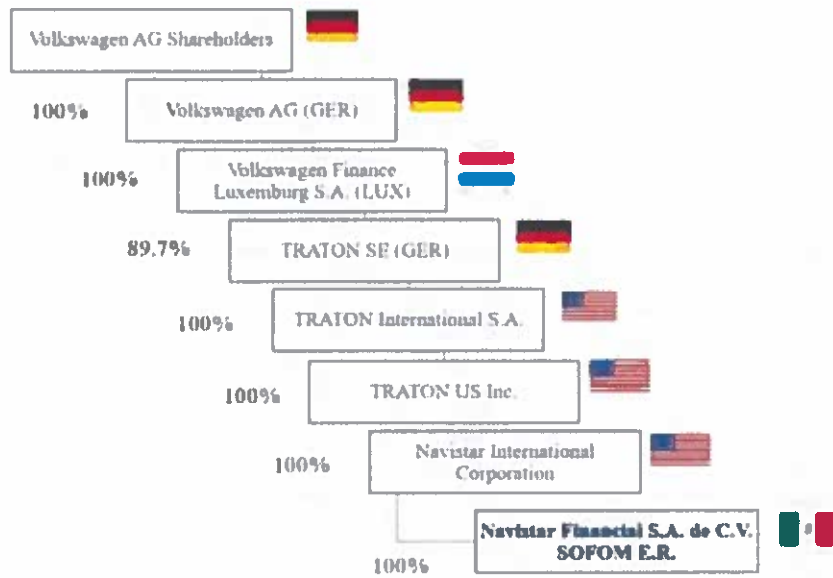 Volkswagen AG Shareholders
100%
Volkswagen AG (GER)
100%
Volkswagen Finance
Luxemburg S.A. (LUX)
89.7%
TRATON SE (GER)
100%
TRATON International S.A.
100%
TRATON US Inc.
100%
Navistar International
Corporation
100%
Navistar Financial S.A. de C.V.
SOFOM E.R.